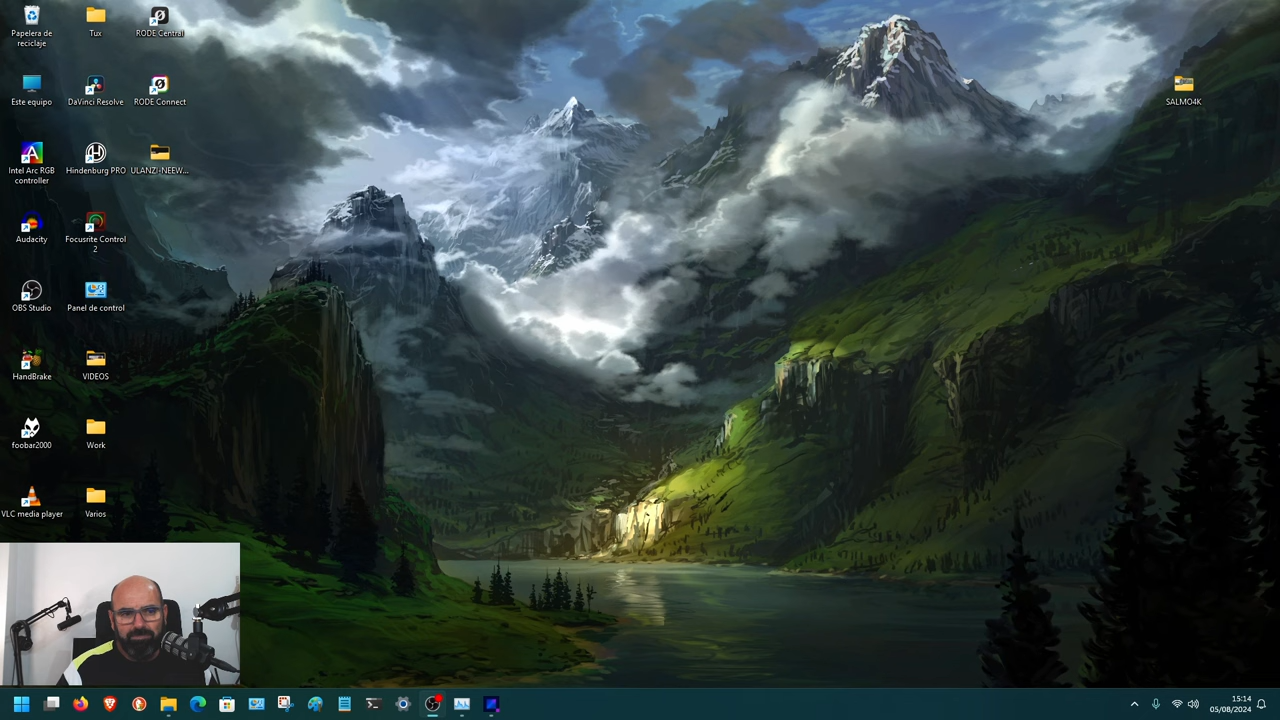 Papelera de
reciclaje
Tux
RODE Central
Este equipo
DaVinci Resolve
RODE Connect
SALMO4K
Intel Arc RGB
controller
Hindenburg PRO
ULANZI-NEEW...
Audacity
Focusrite Control
2
OBS Studio
Panel de control
HandBrake
VIDEOS
foobar2000
Work
VLC media player
Varios
15:14
05/08/2024